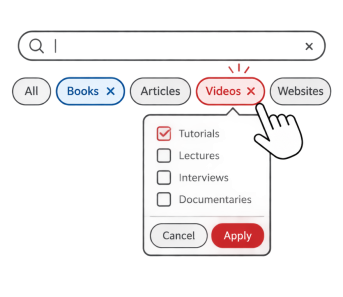 All Books × Articles Videos × Websites
Tutorials
Lectures
Interviews
Documentaries
Cancel Apply